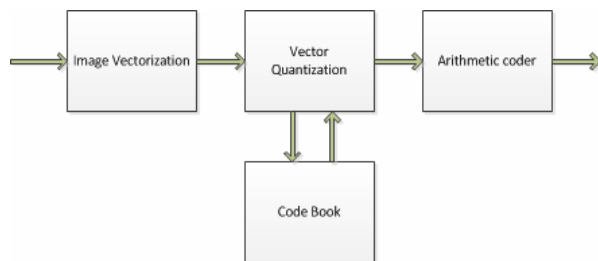 Image Vectorization
Vector
Quantization
Arithmetic coder
Code Book